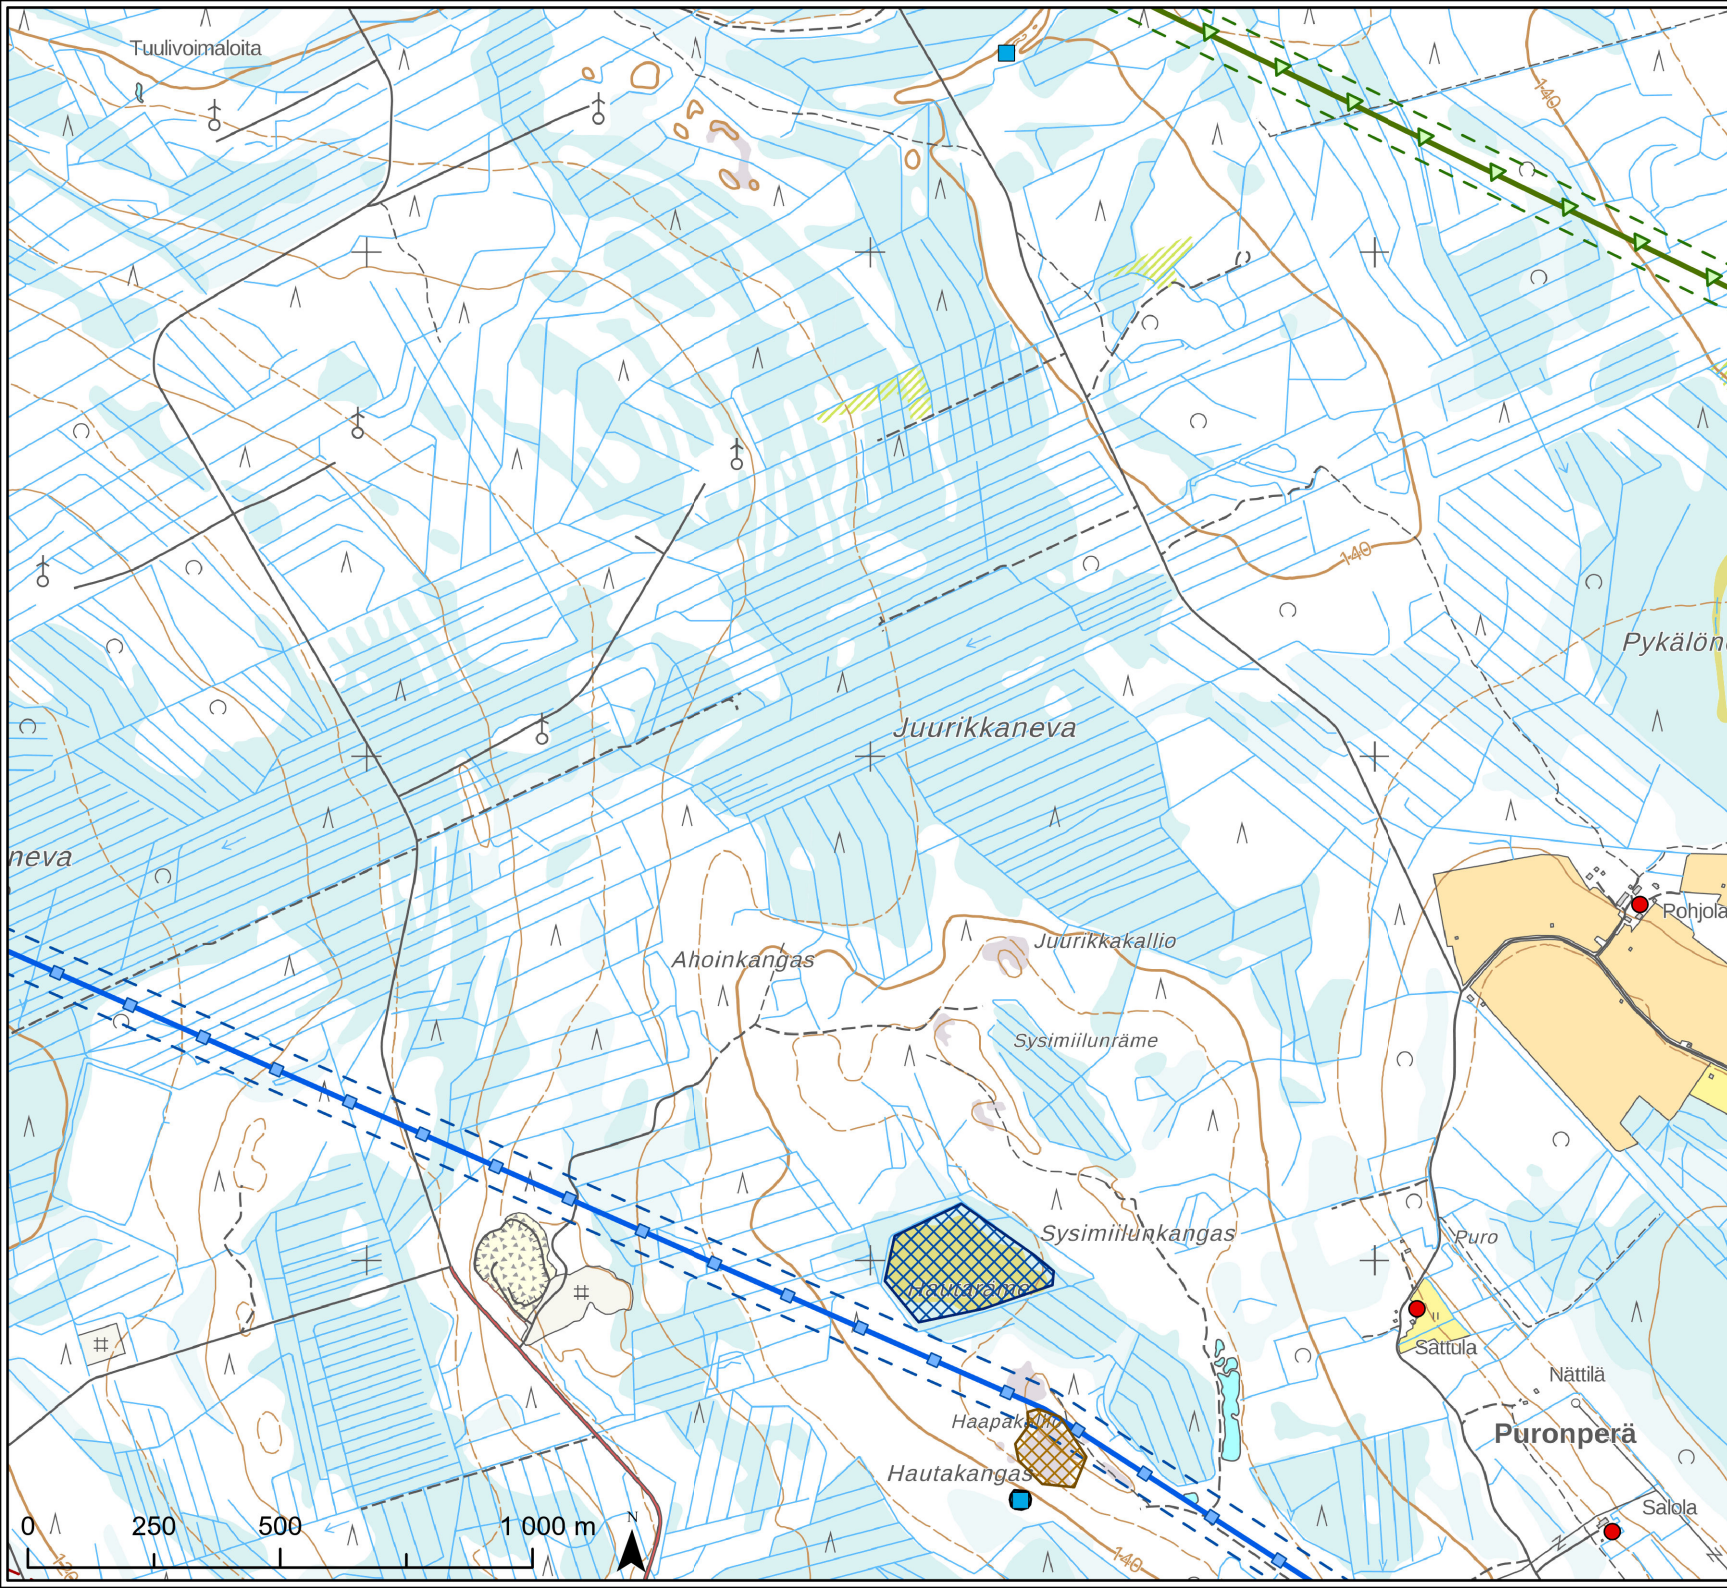 Tuulivoimaloita
140
140
Pykälön
Juurikkaneva
neva
Pohjola
Juurikkakallio
Ahoinkangas
Sysimiilunräme
Sysimiilunkangas
Puro
Hautaräme
Sattula
Nättilä
Haapakallio
Puronperä
Hautakangas
Salola
0 250 500 1 000 m
N
140
120